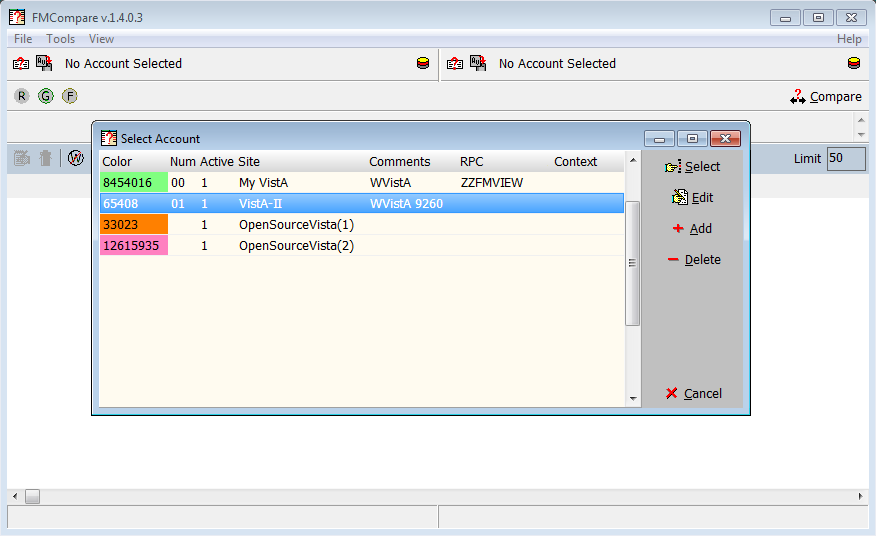 FMCompare v.1.4.0.3
File Tools View Help
No Account Selected No Account Selected
R G F Compare
Select Account
W Limit 50
Color Num Active Site Comments RPC Context
8454016 00 1 My VistA WVistA ZZFMVIEW
65408 01 1 VistA-II WVistA 9260
33023 1 OpenSourceVista(1)
12615935 1 OpenSourceVista(2)
Select
Edit
Add
Delete
Cancel